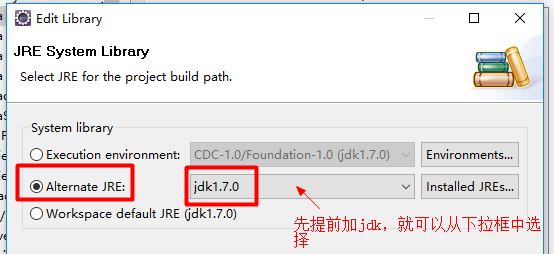 Edit Library
JRE System Library
Select JRE for the project build path.
System library
Execution environment: CDC-1.0/Foundation-1.0 (jdk1.7.0) Environments...
Alternate JRE: jdk1.7.0 Installed JREs...
Workspace default JRE (jdk1.7.0)
先提前加jdk，就可以从下拉框中选
择